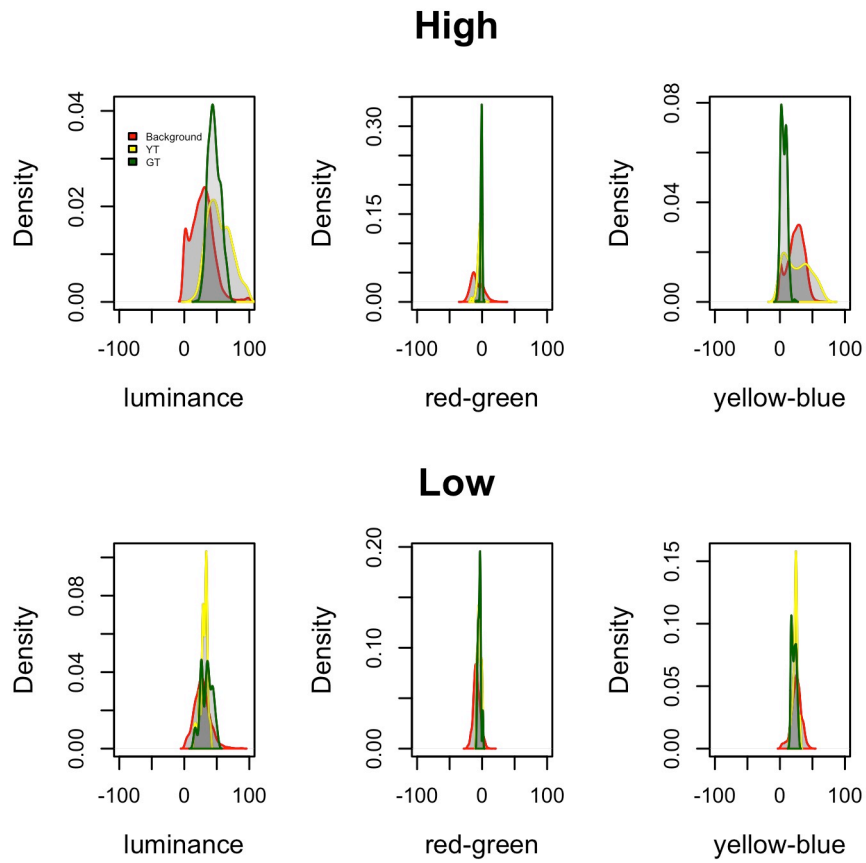 High
Density
0.04
0.02
0.00
Background
YT
GT
-100 0 100
luminance
Density
0.30
0.15
0.00
-100 0 100
red-green
Density
0.08
0.04
0.00
-100 0 100
yellow-blue
Low
Density
0.08
0.04
0.00
-100 0 100
luminance
Density
0.20
0.10
0.00
-100 0 100
red-green
Density
0.15
0.10
0.05
0.00
-100 0 100
yellow-blue